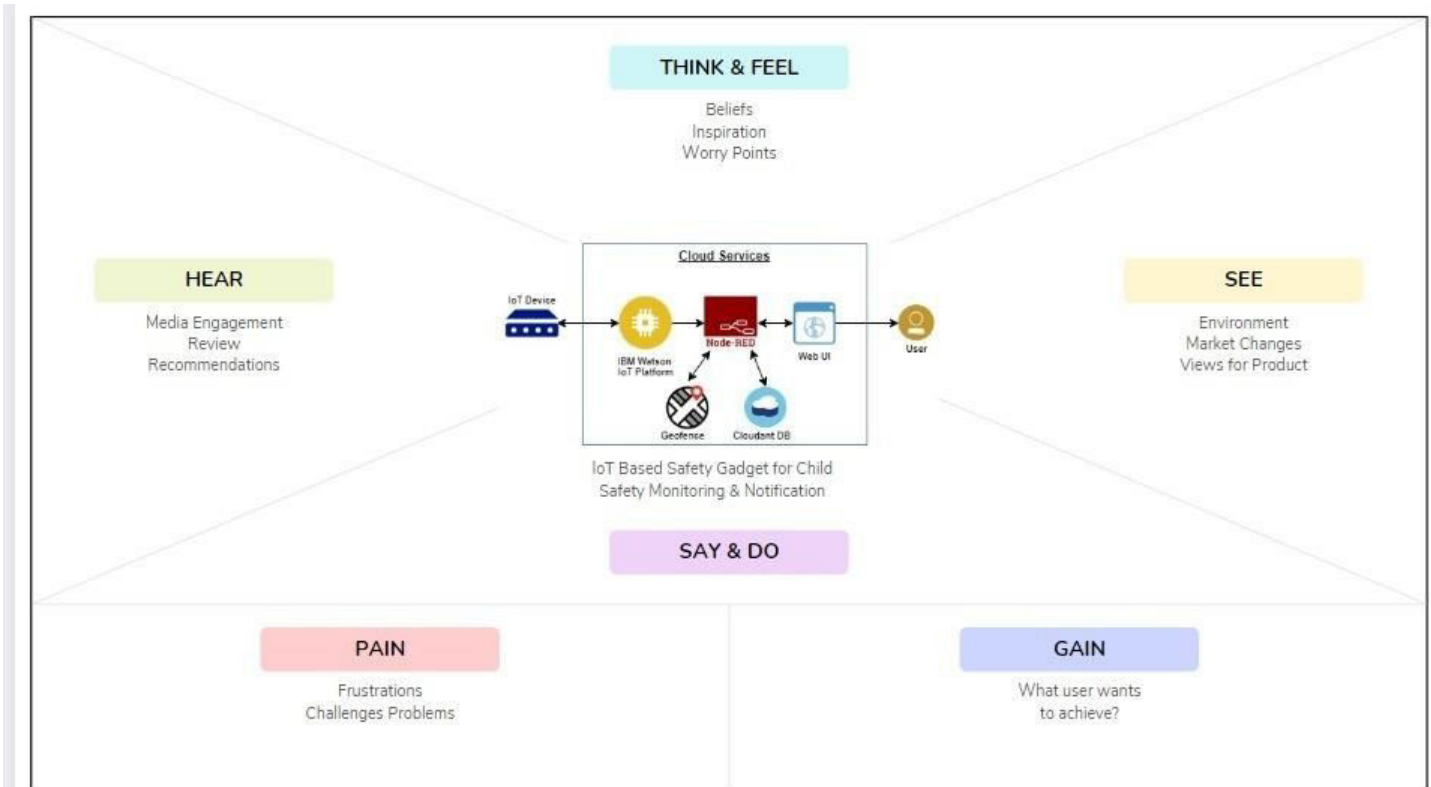 THINK & FEEL
Beliefs
Inspiration
Worry Points
HEAR
Media Engagement
Review
Recommendations
Cloud Services
IoT Device
IBM Watson
IoT Platform
Node-RED
Web UI
User
Geofense
Cloudant DB
IoT Based Safety Gadget for Child
Safety Monitoring & Notification
SEE
Environment
Market Changes
Views for Product
SAY & DO
PAIN
Frustrations
Challenges Problems
GAIN
What user wants
to achieve?